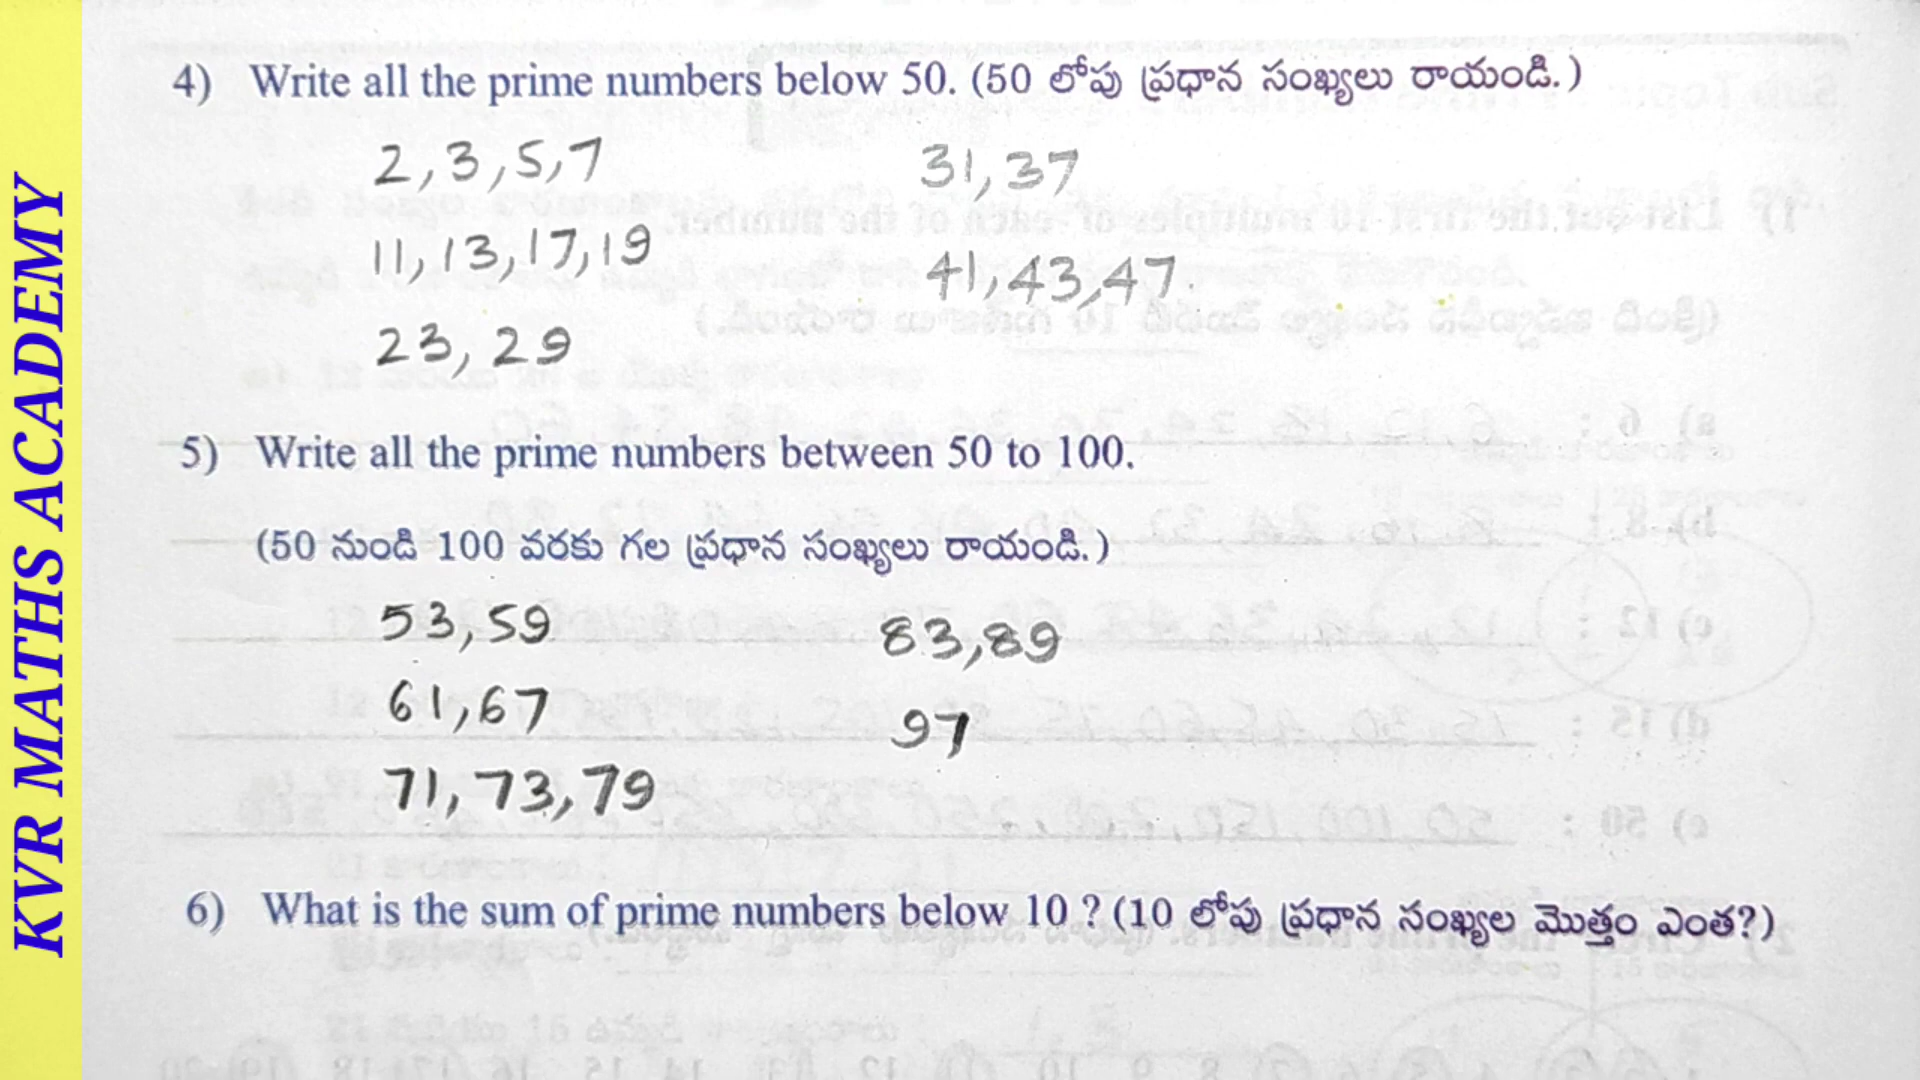 KVR MATHS ACADEMY
4) Write all the prime numbers below 50. (50 లోపు ప్రధాన సంఖ్యలు రాయండి.)
2,3,5,7
11,13,17,19
23,29
31,37
41,43,47.
5) Write all the prime numbers between 50 to 100.
(50 నుండి 100 వరకు గల ప్రధాన సంఖ్యలు రాయండి.)
53,59
61,67
71,73,79
83,89
97
6) What is the sum of prime numbers below 10 ? (10 లోపు ప్రధాన సంఖ్యల మొత్తం ఎంత?)